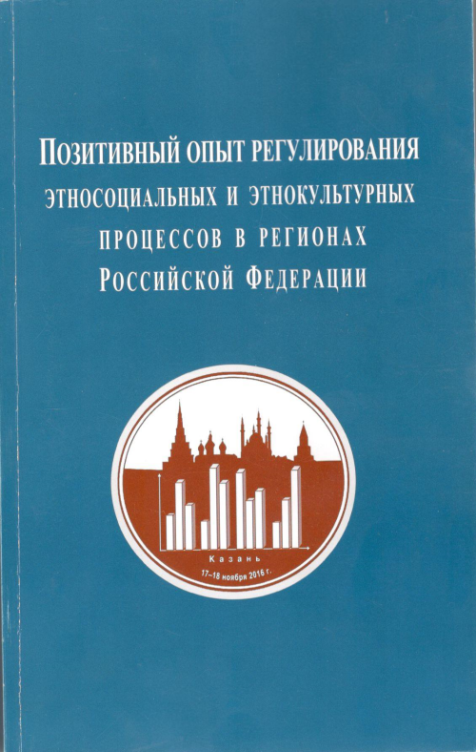 Позитивный опыт регулирования
этносоциальных и этнокультурных
процессов в регионах
Российской Федерации
Казань
17–18 ноября 2016 г.